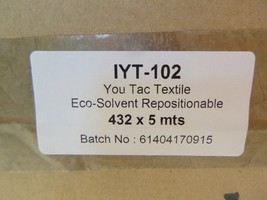 IYT-102
You Tac Textile
Eco-Solvent Repositionable
432 x 5 mts
Batch No : 61404170915